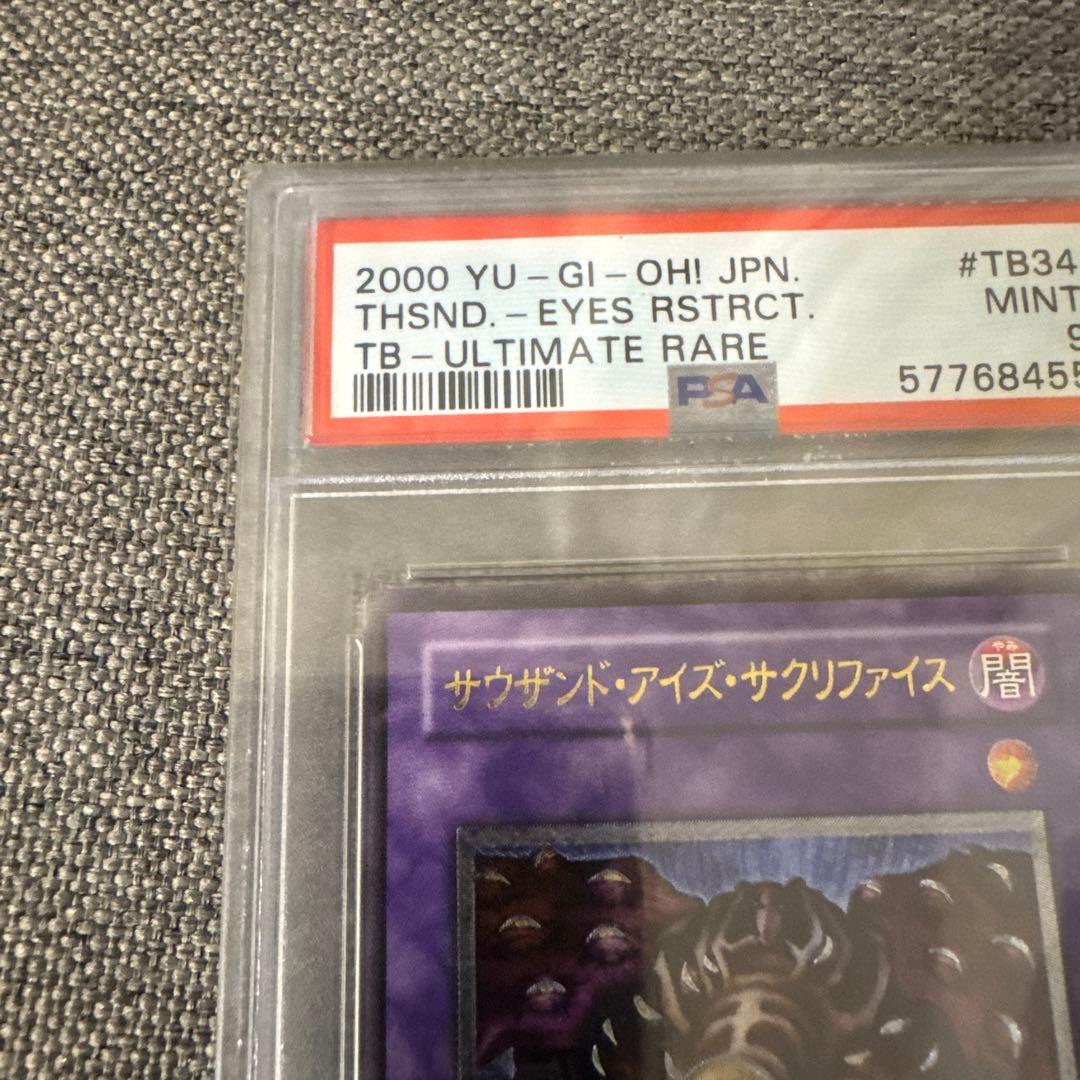 2000 YU-GI-OH! JPN. #TB34
THSND.-EYES RSTRCT. MINT
TB-ULTIMATE RARE 9
57768455
PSA
サウザンド・アイズ・サクリファイス
やみ
闇